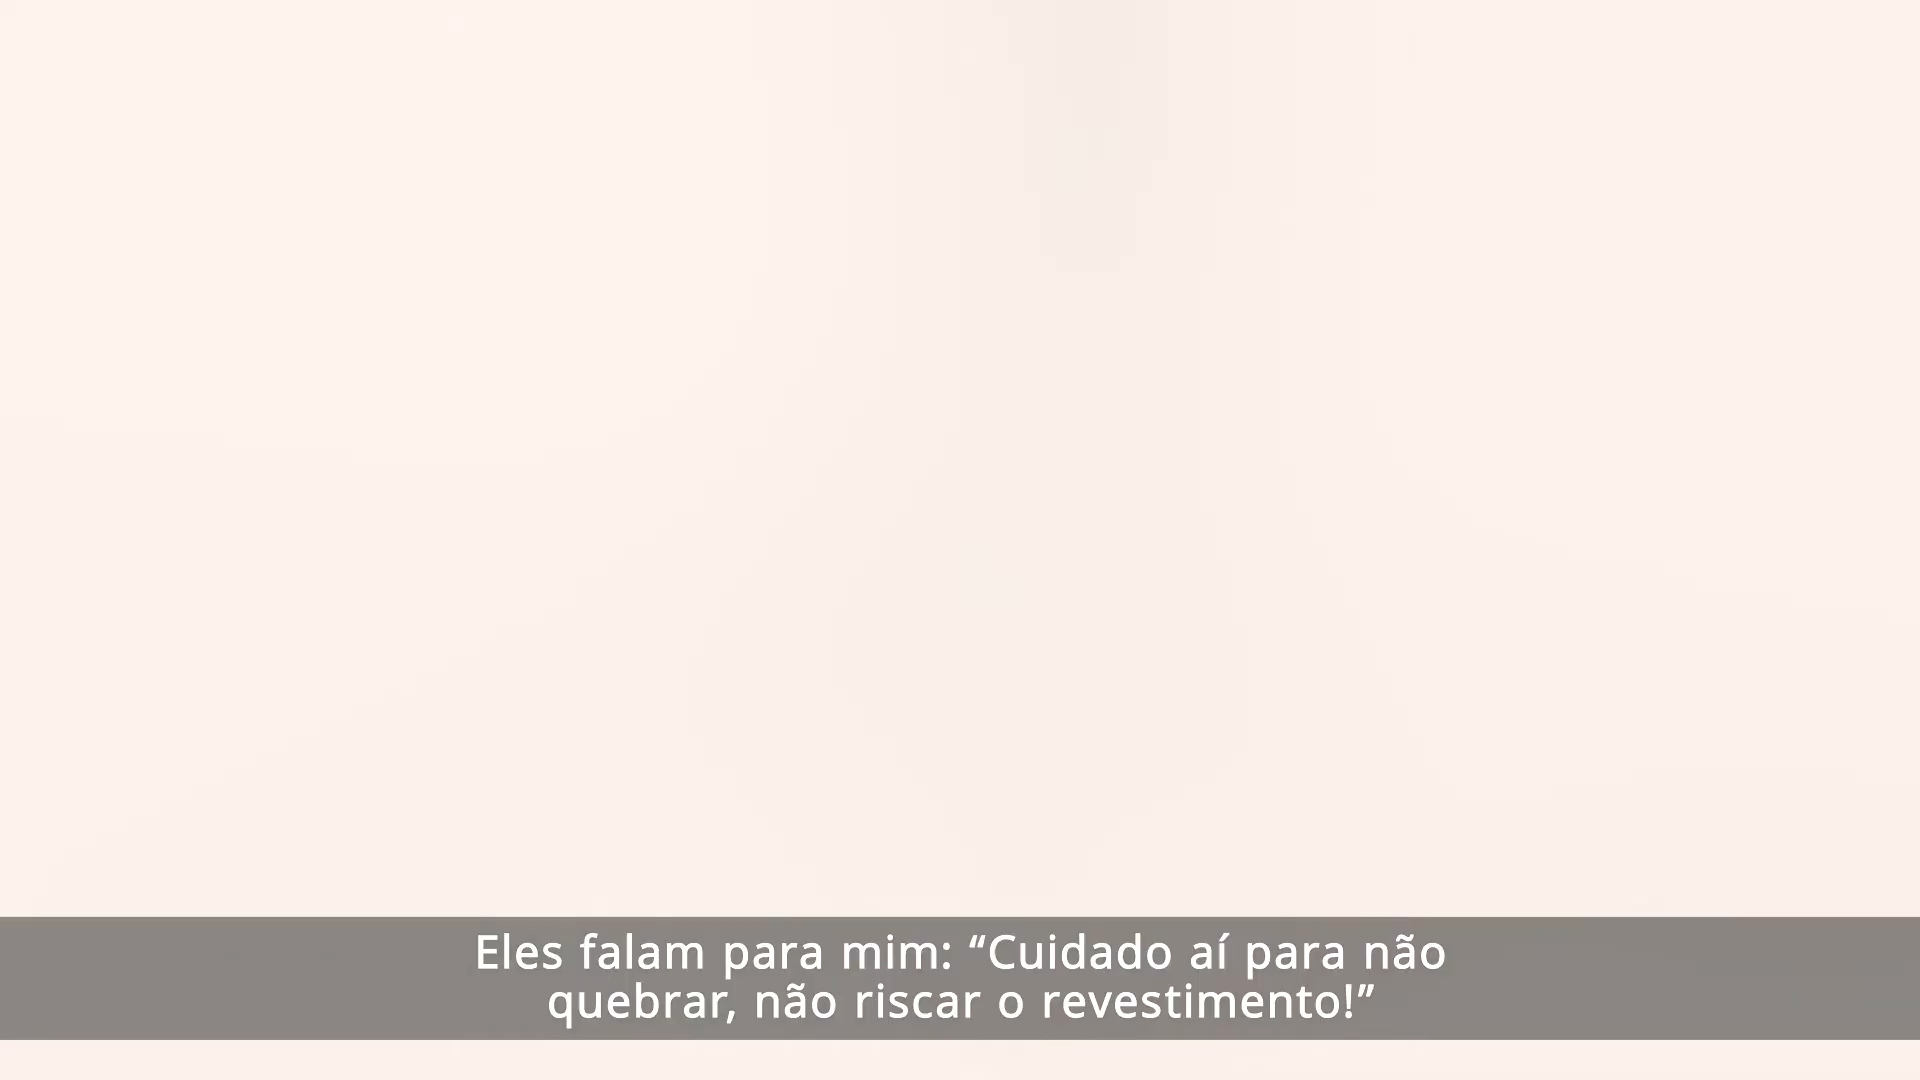 Eles falam para mim: “Cuidado aí para não
quebrar, não riscar o revestimento!”